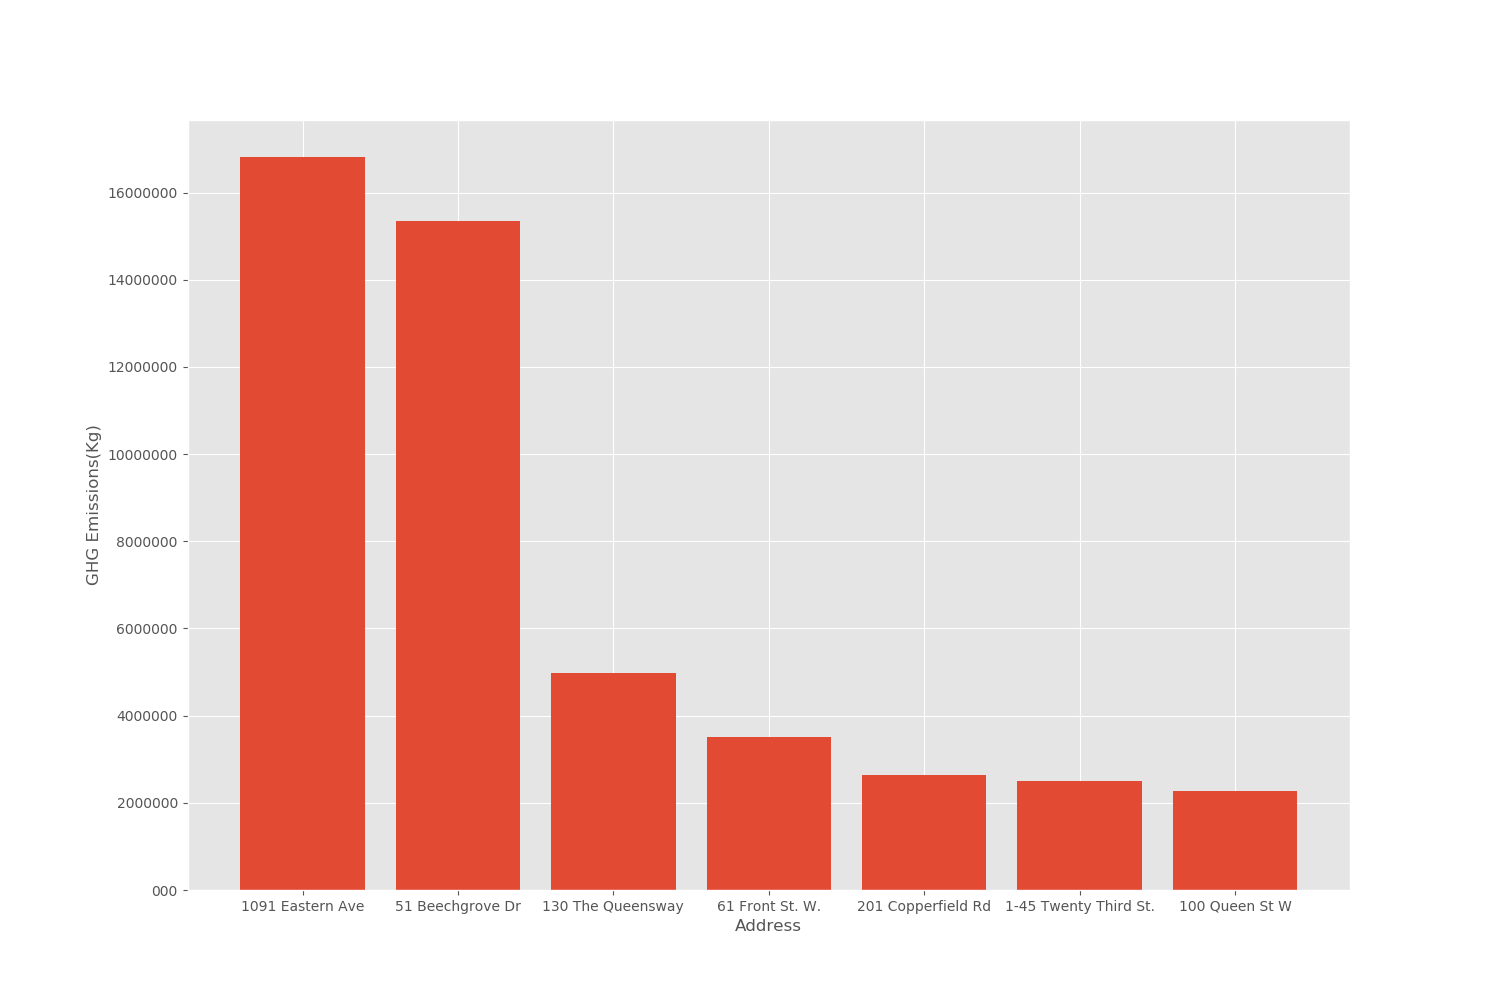 16000000
14000000
12000000
10000000
8000000
6000000
4000000
2000000
000
GHG Emissions(Kg)
1091 Eastern Ave
51 Beechgrove Dr
130 The Queensway
61 Front St. W.
201 Copperfield Rd
1-45 Twenty Third St.
100 Queen St W
Address